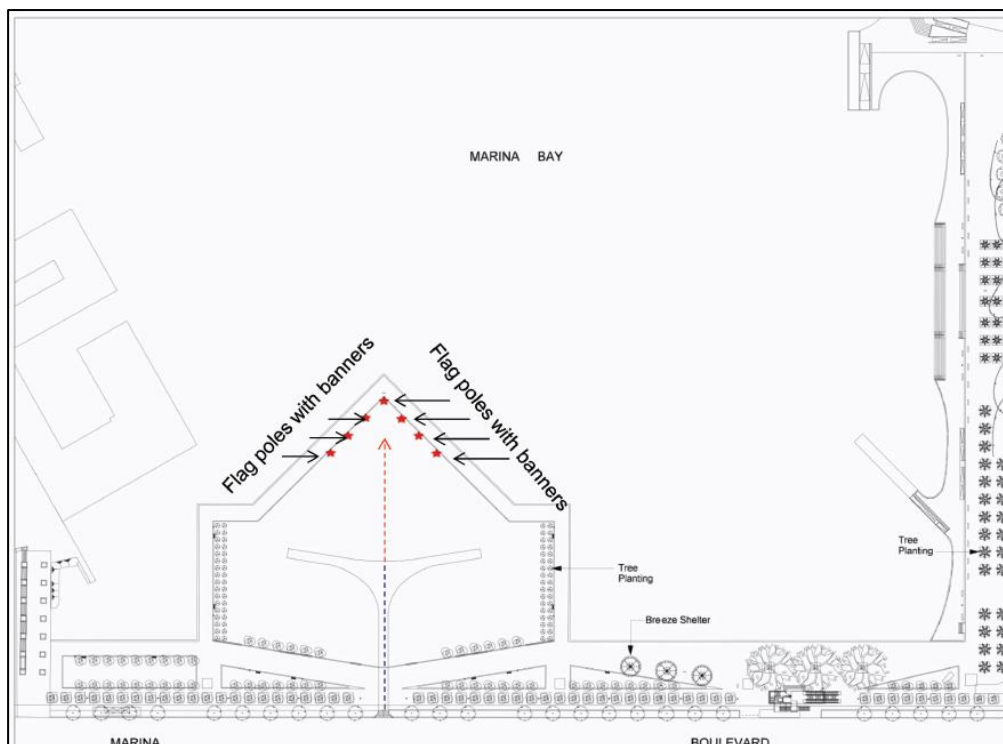 MARINA BAY
Flag poles with banners
Flag poles with banners
Tree
Planting
Tree
Planting
Breeze Shelter
MARINA
BOULEVARD